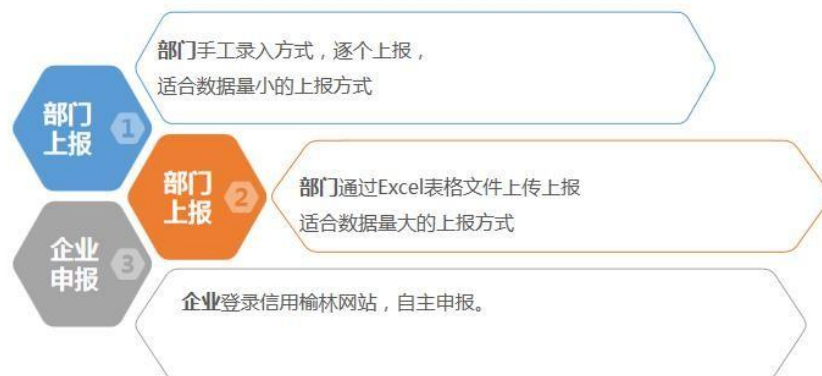 部门手工录入方式，逐个上报，
适合数据量小的上报方式
部门
上报
1
部门通过Excel表格文件上传上报
适合数据量大的上报方式
部门
上报
2
企业登录信用榆林网站，自主申报。
企业
申报
3